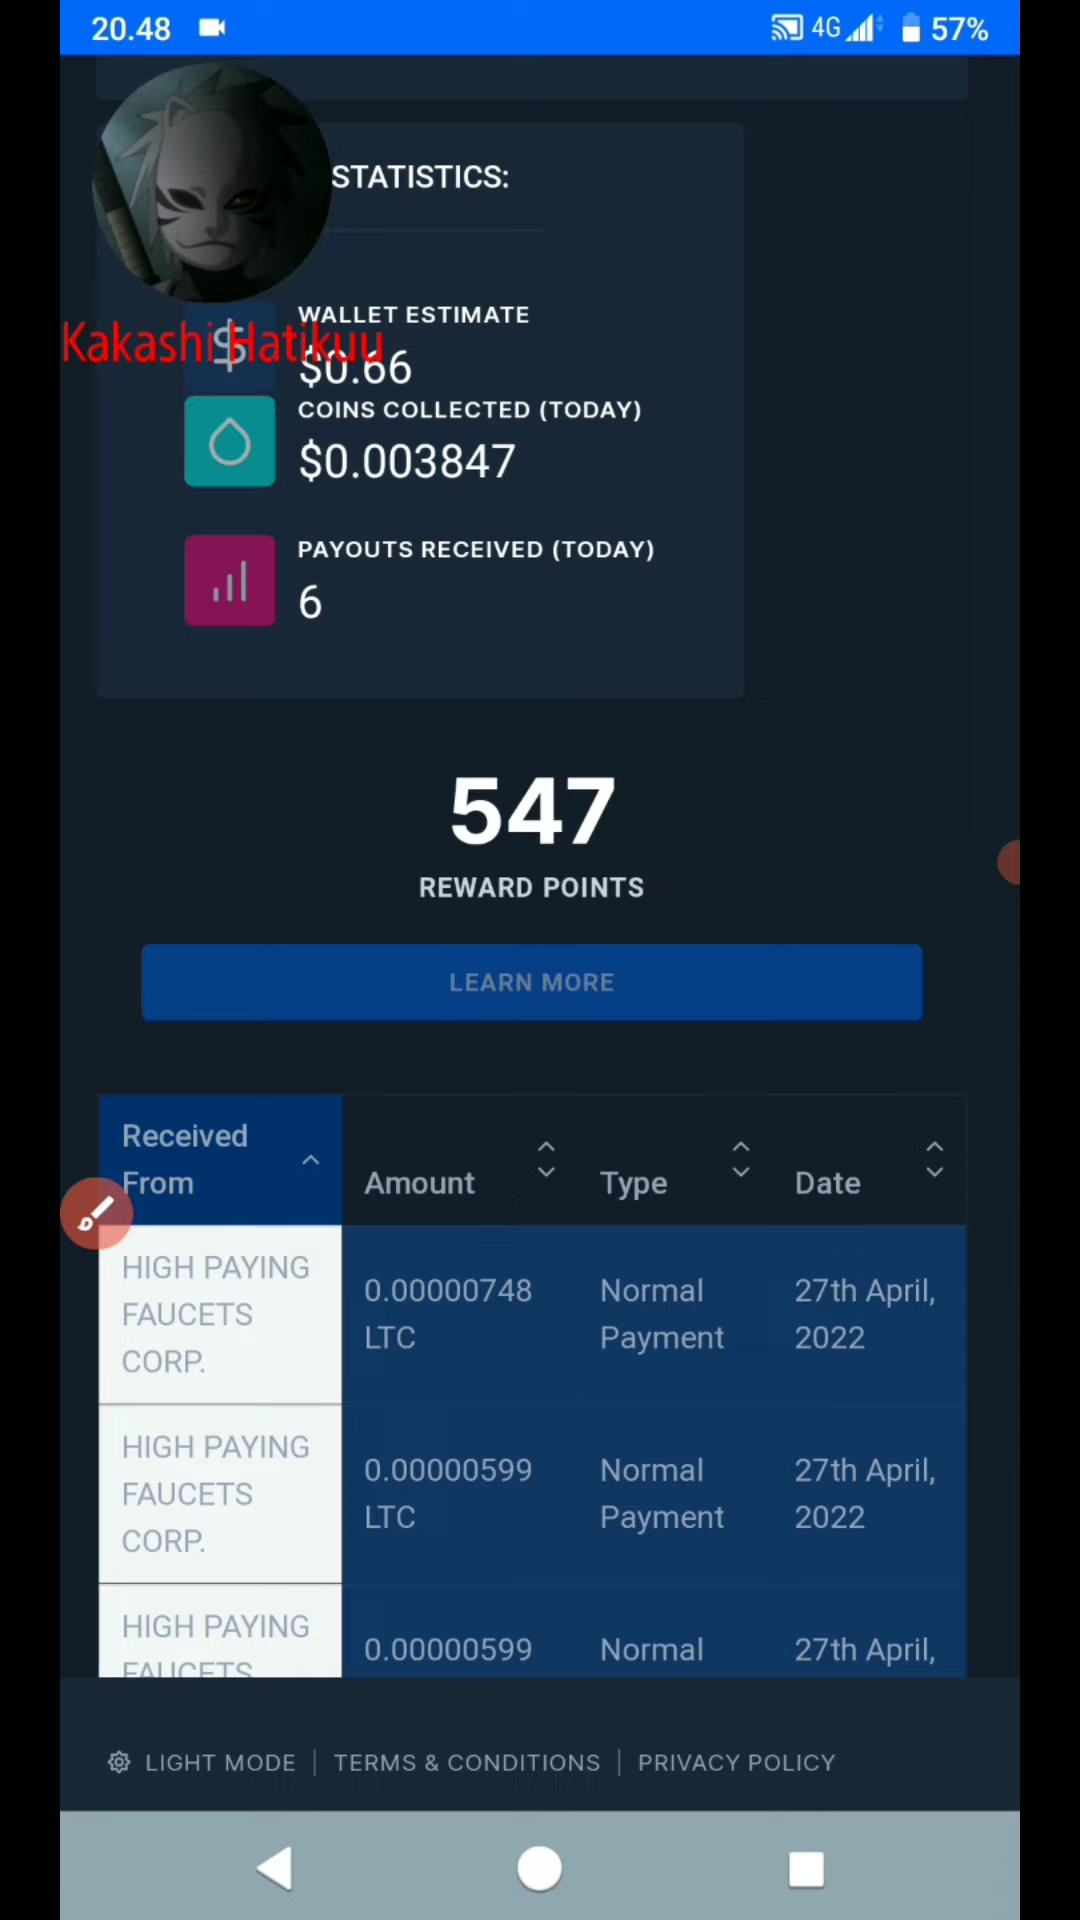 20.48
4G
57%
STATISTICS:
WALLET ESTIMATE
Kakashi Hatikuu
$0.66
COINS COLLECTED (TODAY)
$0.003847
PAYOUTS RECEIVED (TODAY)
6
547
REWARD POINTS
LEARN MORE
Received
From
Amount
Type
Date
HIGH PAYING
FAUCETS
CORP.
0.00000748
LTC
Normal
Payment
27th April,
2022
HIGH PAYING
FAUCETS
CORP.
0.00000599
LTC
Normal
Payment
27th April,
2022
HIGH PAYING
FAUCETS
0.00000599
Normal
27th April,
LIGHT MODE | TERMS & CONDITIONS | PRIVACY POLICY